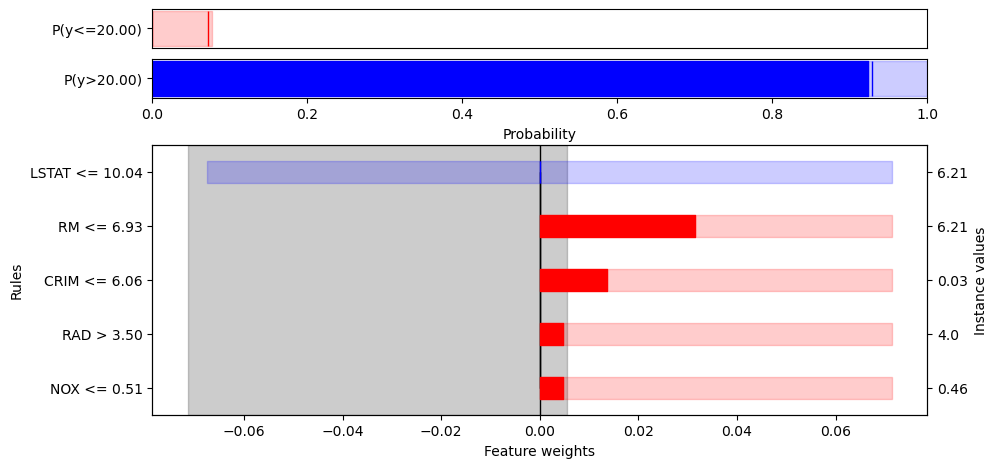 P(y<=20.00)
P(y>20.00)
0.0 0.2 0.4 0.6 0.8 1.0
Probability
Rules
LSTAT <= 10.04 6.21
RM <= 6.93 6.21
CRIM <= 6.06 0.03
RAD > 3.50 4.0
NOX <= 0.51 0.46
Instance values
−0.06 −0.04 −0.02 0.00 0.02 0.04 0.06
Feature weights